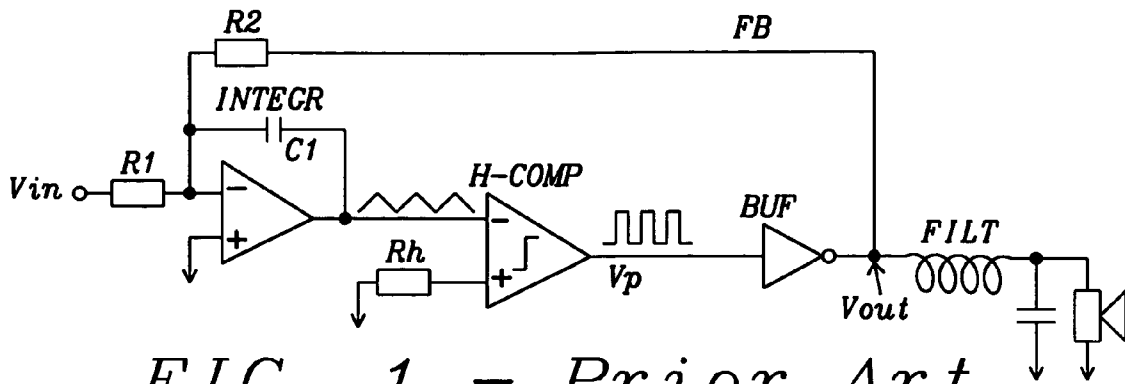 R2
FB
INTEGR
C1
R1
Vin
-
+
H-COMP
-
+
Rh
Vp
BUF
FILT
Vout
FIG. 1 - Prior Art